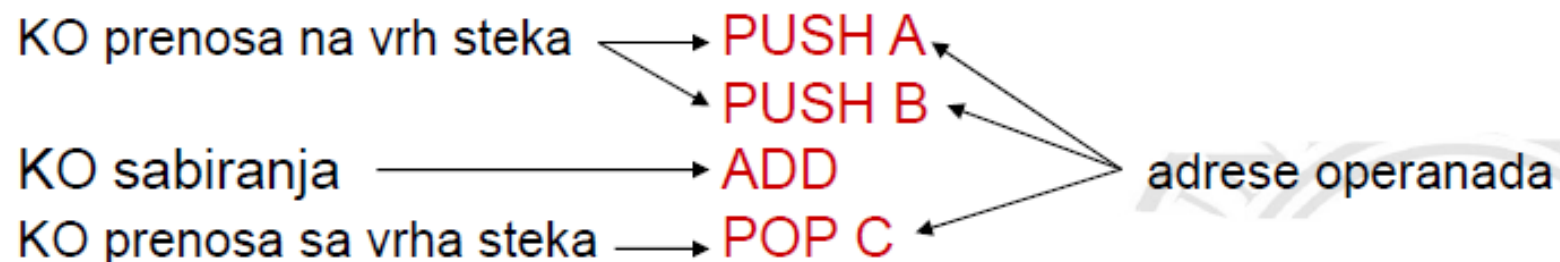 KO prenosa na vrh steka PUSH A
PUSH B
KO sabiranja ADD adrese operanada
KO prenosa sa vrha steka POP C